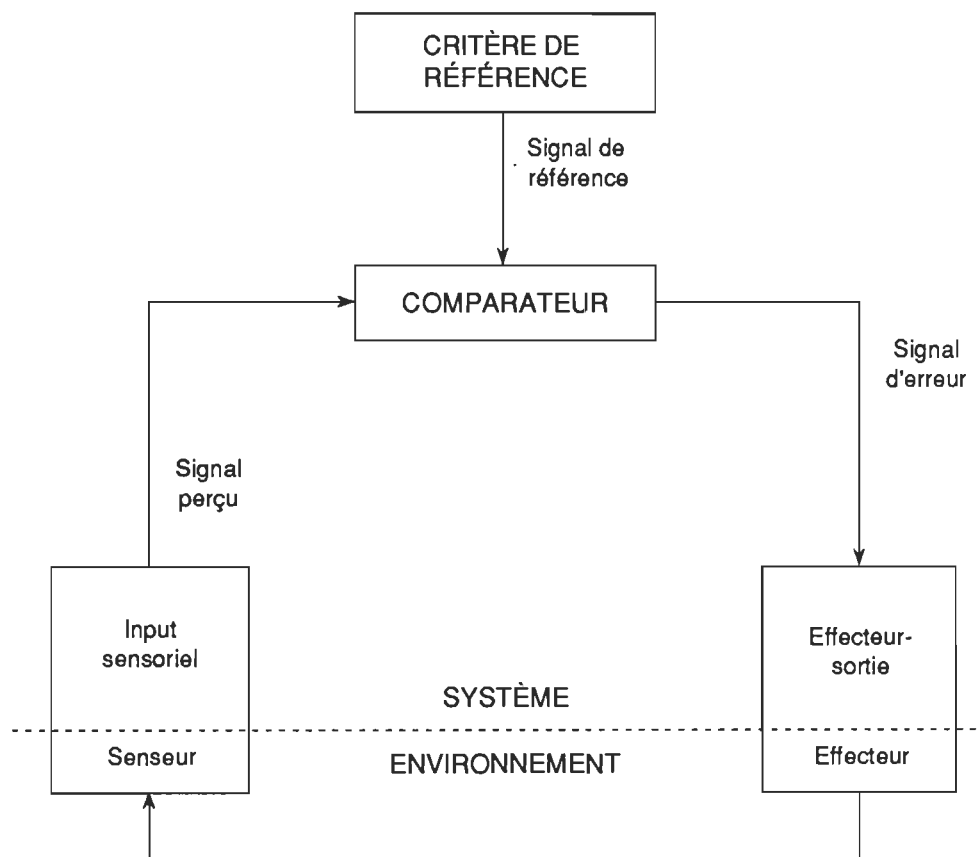 CRITÈRE DE
RÉFÉRENCE
Signal de
référence
COMPARATEUR
Signal
d'erreur
Signal
perçu
Input
sensoriel
Effecteur-
sortie
SYSTÈME
Senseur
ENVIRONNEMENT
Effecteur